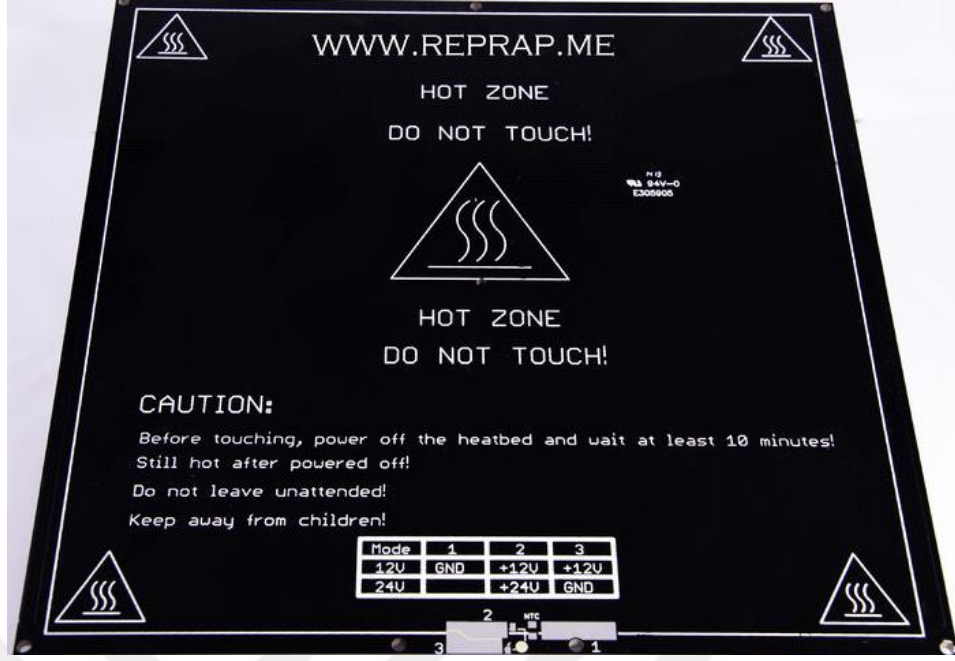 WWW.REPRAP.ME
HOT ZONE
DO NOT TOUCH!
94V-0
E305905
HOT ZONE
DO NOT TOUCH!
CAUTION:
Before touching, power off the heatbed and wait at least 10 minutes!
Still hot after powered off!
Do not leave unattended!
Keep away from children!
Mode 1 2 3
12V GND +12V +12V
24V +24V GND
2 NTC
3 1